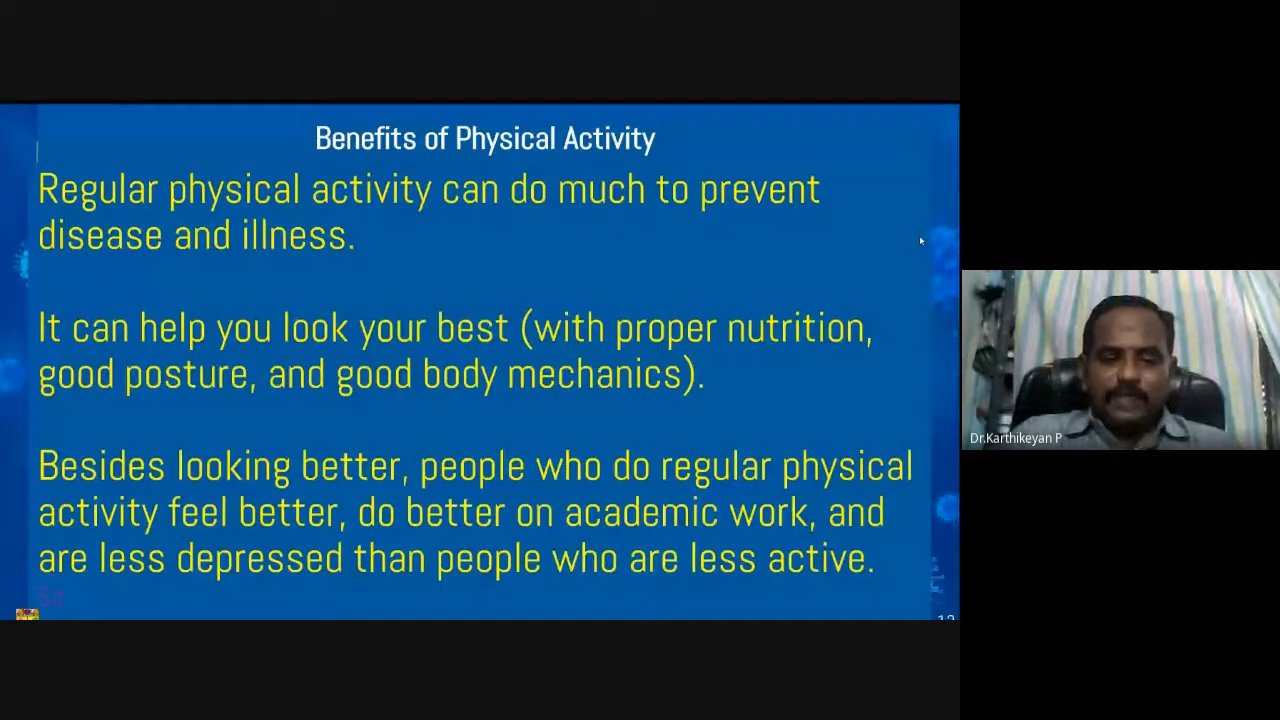 Benefits of Physical Activity
Regular physical activity can do much to prevent
disease and illness.
It can help you look your best (with proper nutrition,
good posture, and good body mechanics).
Besides looking better, people who do regular physical
activity feel better, do better on academic work, and
are less depressed than people who are less active.
Dr.Karthikeyan P